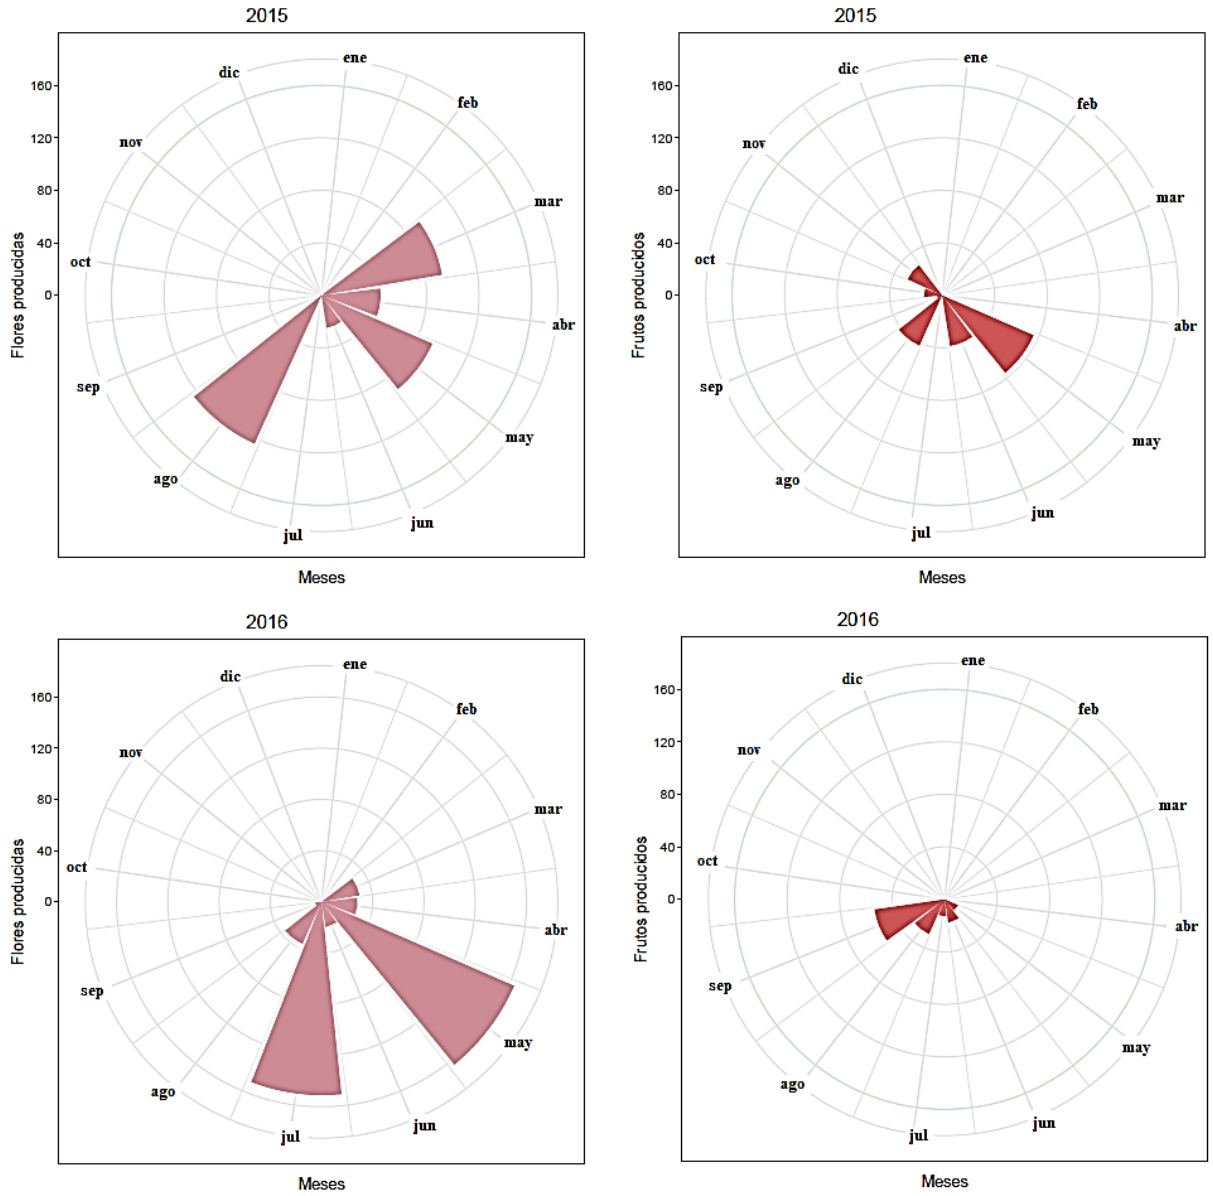 2015
ene
feb
mar
abr
may
jun
jul
ago
sep
oct
nov
dic
160
120
80
40
0
Flores producidas
Meses
2015
ene
feb
mar
abr
may
jun
jul
ago
sep
oct
nov
dic
160
120
80
40
0
Frutos producidos
Meses
2016
ene
feb
mar
abr
may
jun
jul
ago
sep
oct
nov
dic
160
120
80
40
0
Flores producidas
Meses
2016
ene
feb
mar
abr
may
jun
jul
ago
sep
oct
nov
dic
160
120
80
40
0
Frutos producidos
Meses